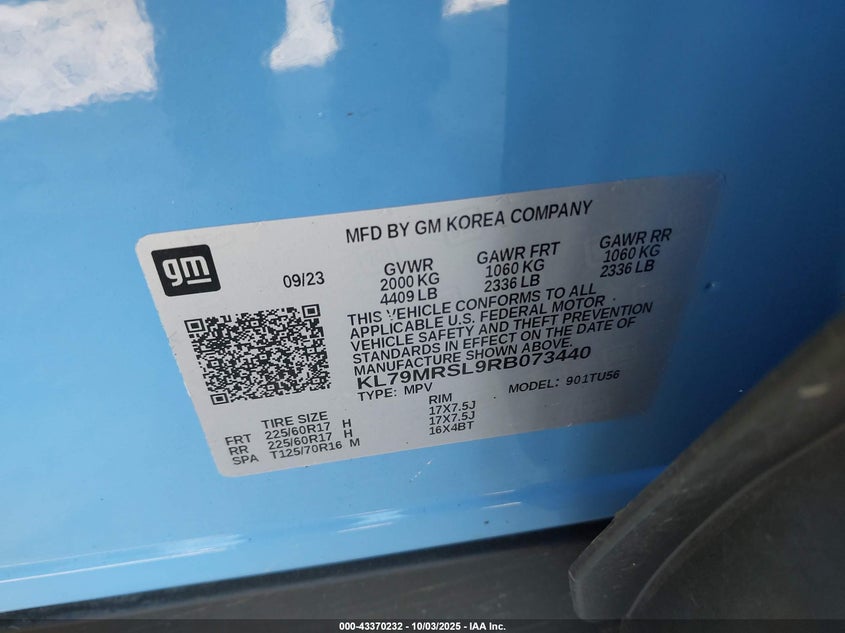 MFD BY GM KOREA COMPANY
gm
09/23
GVWR GAWR FRT GAWR RR
2000 KG 1060 KG 1060 KG
4409 LB 2336 LB 2336 LB
THIS VEHICLE CONFORMS TO ALL
APPLICABLE U.S. FEDERAL MOTOR
VEHICLE SAFETY AND THEFT PREVENTION
STANDARDS IN EFFECT ON THE DATE OF
MANUFACTURE SHOWN ABOVE.
KL79MRSL9RB073440
TYPE: MPV MODEL: 901TU56
TIRE SIZE RIM
FRT 225/60R17 H 17X7.5J
RR 225/60R17 H 17X7.5J
SPA T125/70R16 M 16X4BT
000-43370232 - 10/03/2025 - IAA Inc.